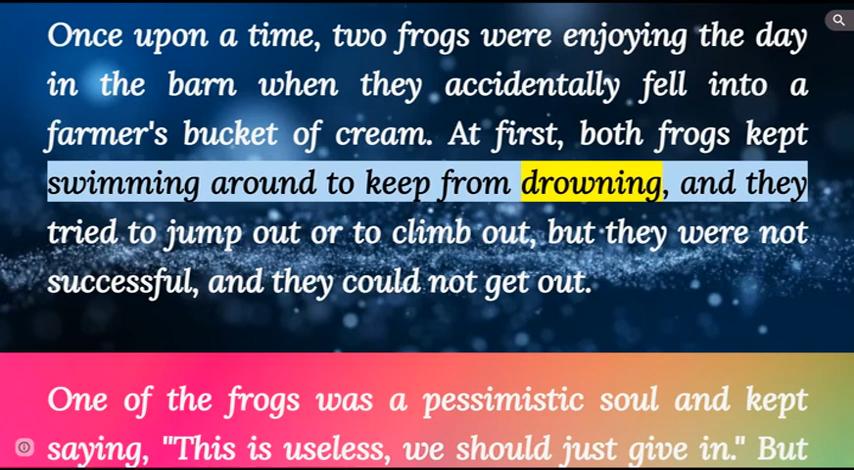 Once upon a time, two frogs were enjoying the day
in the barn when they accidentally fell into a
farmer's bucket of cream. At first, both frogs kept
swimming around to keep from drowning, and they
tried to jump out or to climb out, but they were not
successful, and they could not get out.
One of the frogs was a pessimistic soul and kept
saying, "This is useless, we should just give in." But